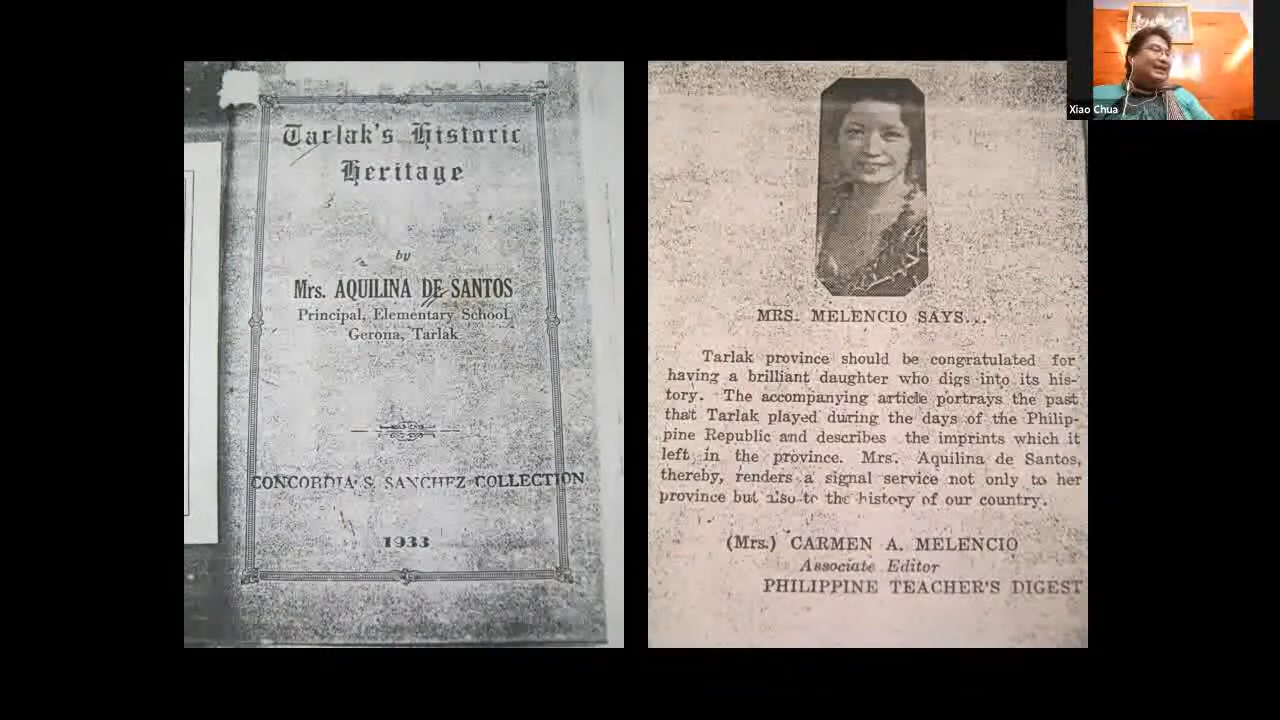 Tarlak's Historic
Heritage
by
Mrs. AQUILINA DE SANTOS
Principal, Elementary School
Gerona, Tarlak
CONCORDIA S. SANCHEZ COLLECTION
1933
MRS. MELENCIO SAYS...
Tarlak province should be congratulated for
having a brilliant daughter who digs into its his-
tory. The accompanying article portrays the past
that Tarlak played during the days of the Philip-
pine Republic and describes the imprints which it
left in the province. Mrs. Aquilina de Santos,
thereby, renders a signal service not only to her
province but also to the history of our country.
(Mrs.) CARMEN A. MELENCIO
Associate Editor
PHILIPPINE TEACHER'S DIGEST
Xiao Chua